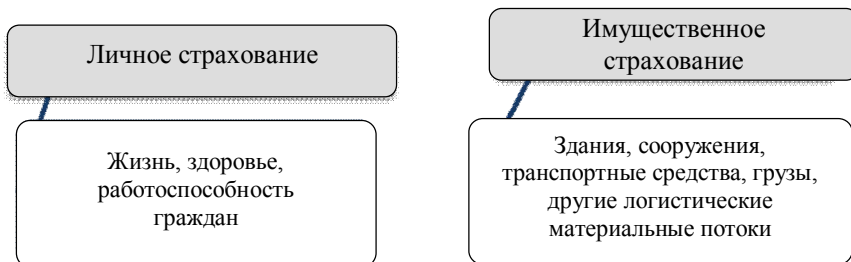 Личное страхование
Жизнь, здоровье,
работоспособность
граждан
Имущественное
страхование
Здания, сооружения,
транспортные средства, грузы,
другие логистические
материальные потоки